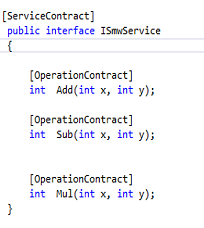 [ServiceContract]
public interface ISmwService
{
[OperationContract]
int Add(int x, int y);
[OperationContract]
int Sub(int x, int y);
[OperationContract]
int Mul(int x, int y);
}